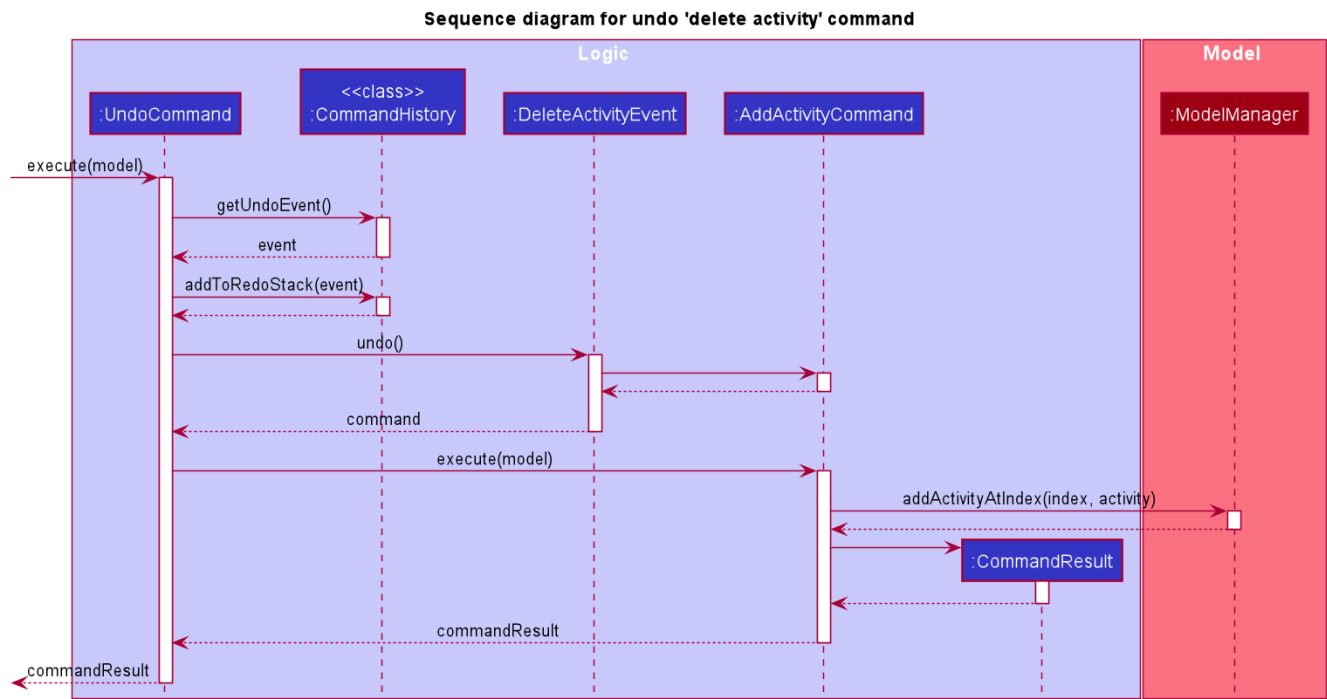 Sequence diagram for undo 'delete activity' command
Logic
Model
<<class>>
:UndoCommand
:CommandHistory
:DeleteActivityEvent
:AddActivityCommand
:ModelManager
execute(model)
getUndoEvent()
event
addToRedoStack(event)
undo()
command
execute(model)
addActivityAtIndex(index, activity)
:CommandResult
commandResult
commandResult